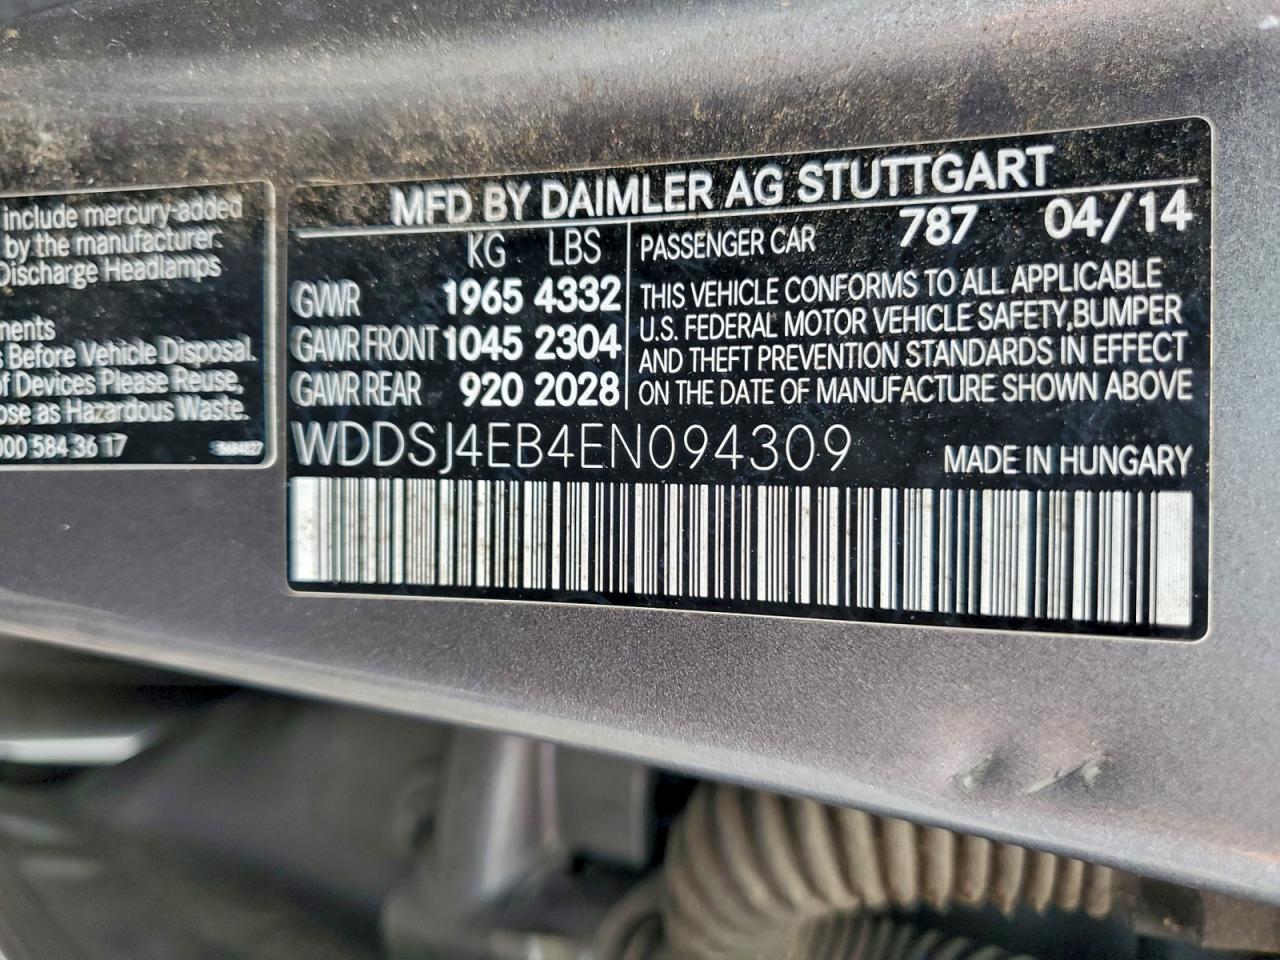 include mercury-added
by the manufacturer.
Discharge Headlamps
Before Vehicle Disposal.
of Devices Please Reuse,
as Hazardous Waste.
000 584 36 17
MFD BY DAIMLER AG STUTTGART
KG LBS
GVWR 1965 4332
GAWR FRONT 1045 2304
GAWR REAR 920 2028
PASSENGER CAR 787 04/14
THIS VEHICLE CONFORMS TO ALL APPLICABLE
U.S. FEDERAL MOTOR VEHICLE SAFETY,BUMPER
AND THEFT PREVENTION STANDARDS IN EFFECT
ON THE DATE OF MANUFACTURE SHOWN ABOVE
WDDSJ4EB4EN094309 MADE IN HUNGARY